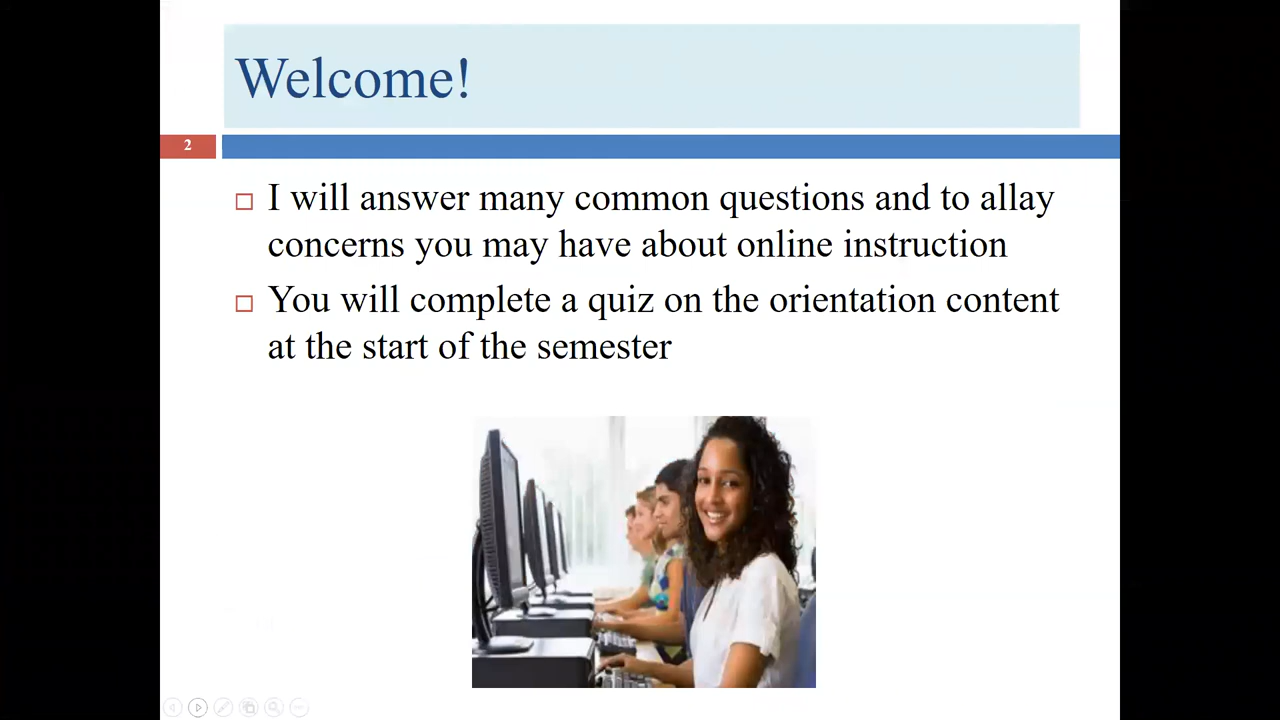 Welcome!
2
I will answer many common questions and to allay
concerns you may have about online instruction
You will complete a quiz on the orientation content
at the start of the semester